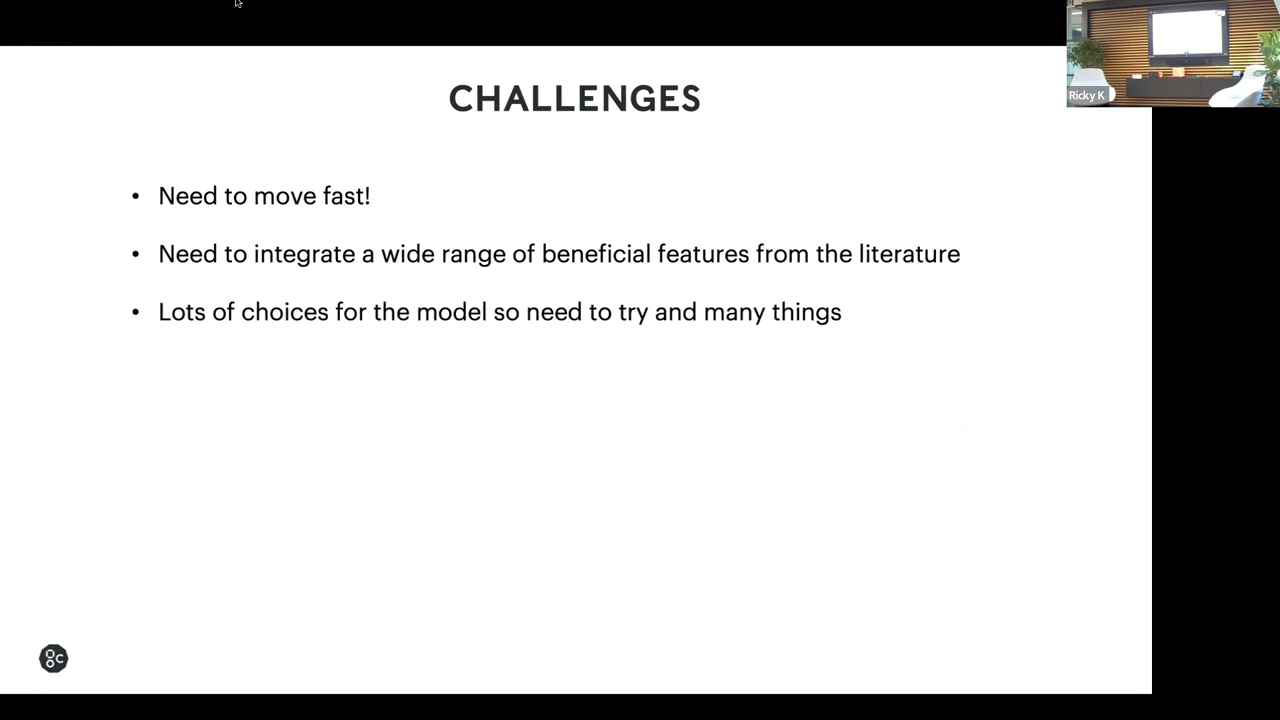 CHALLENGES
Ricky K
• Need to move fast!
• Need to integrate a wide range of beneficial features from the literature
• Lots of choices for the model so need to try and many things